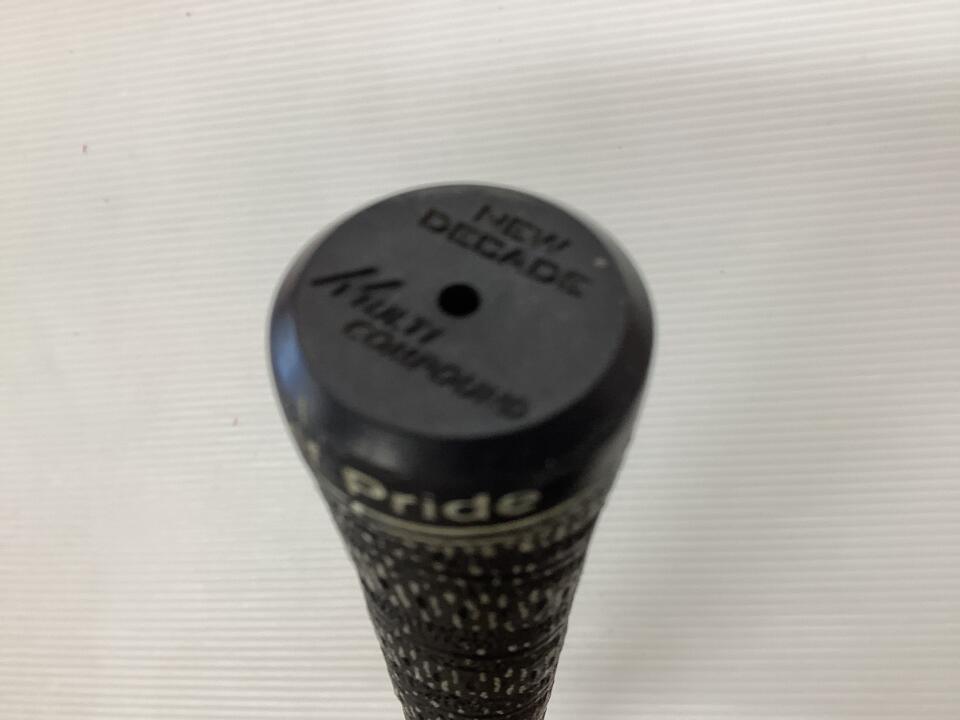 NEW
DECADE
MULTI
COMPOUND
Pride